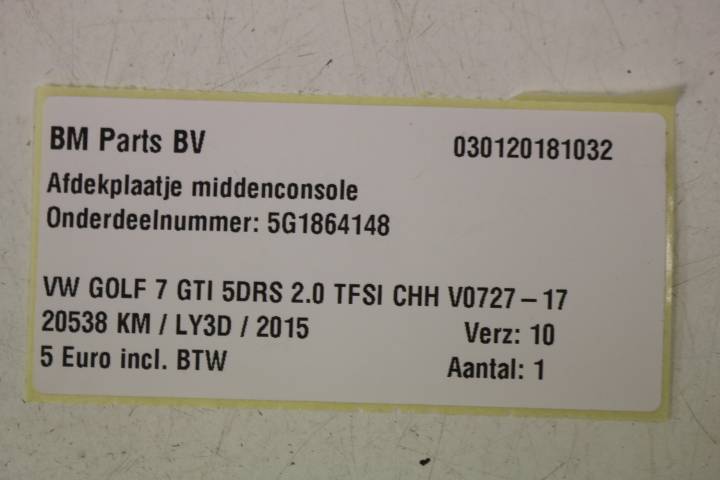 BM Parts BV 030120181032
Afdekplaatje middenconsole
Onderdeelnummer: 5G1864148
VW GOLF 7 GTI 5DRS 2.0 TFSI CHH V0727-17
20538 KM / LY3D / 2015 Verz: 10
5 Euro incl. BTW Aantal: 1